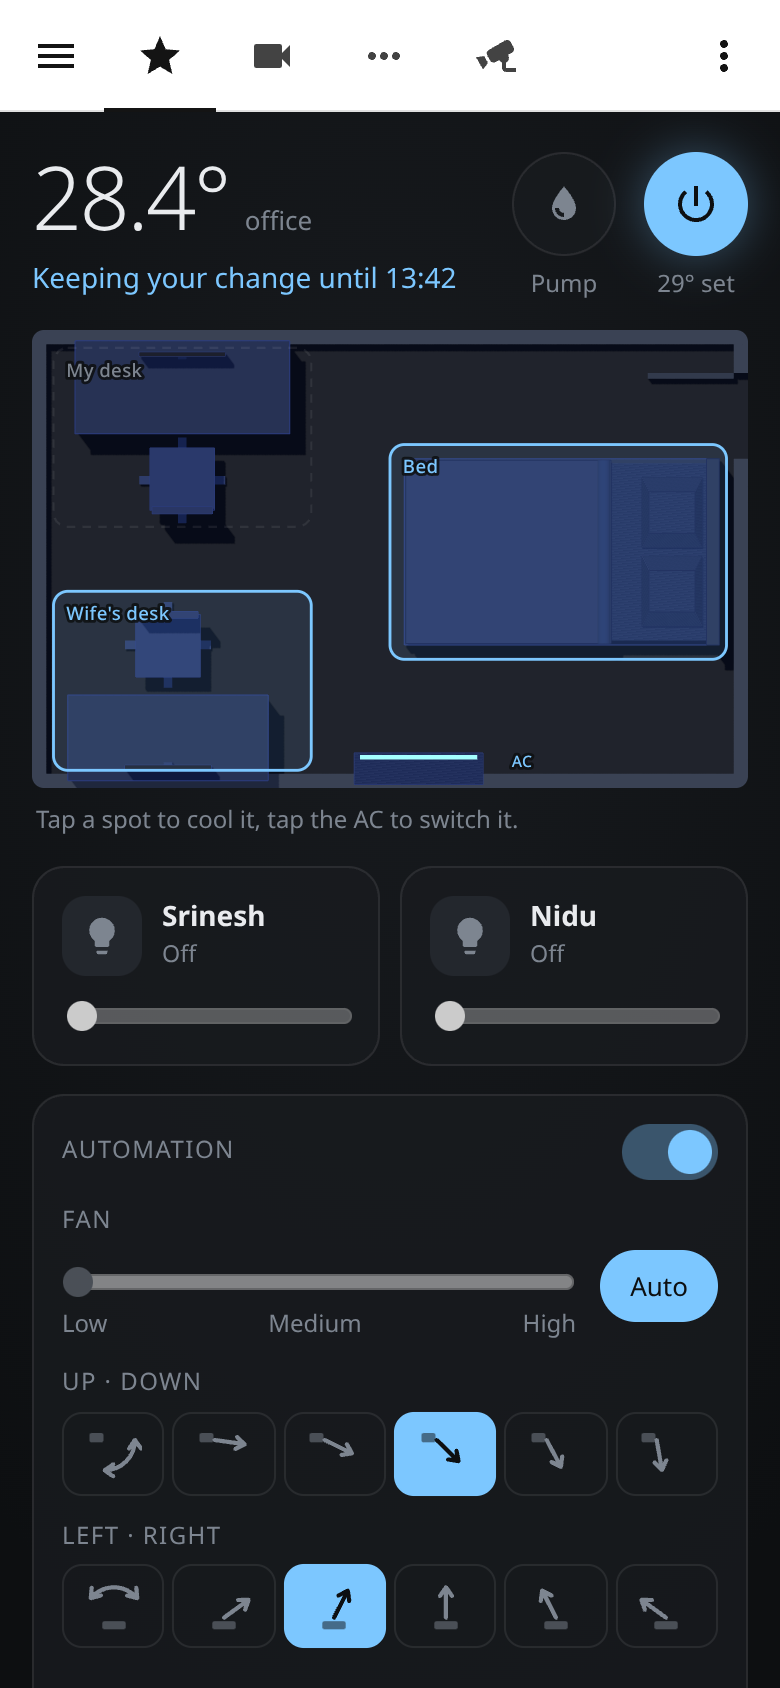 28.4° office
Keeping your change until 13:42
Pump
29° set
My desk
Bed
Wife's desk
AC
Tap a spot to cool it, tap the AC to switch it.
Srinesh
Off
Nidu
Off
AUTOMATION
FAN
Auto
Low Medium High
UP · DOWN
LEFT · RIGHT